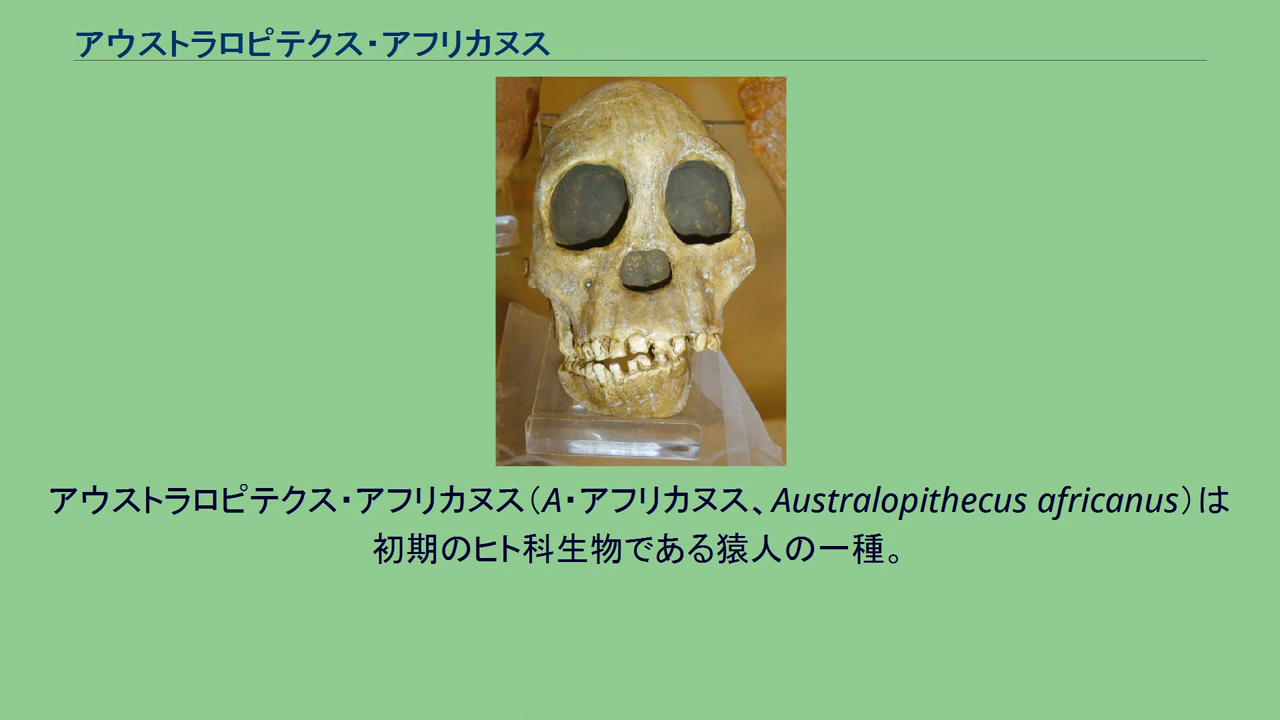 アウストラロピテクス・アフリカヌス
アウストラロピテクス・アフリカヌス（A・アフリカヌス、Australopithecus africanus）は
初期のヒト科生物である猿人の一種。